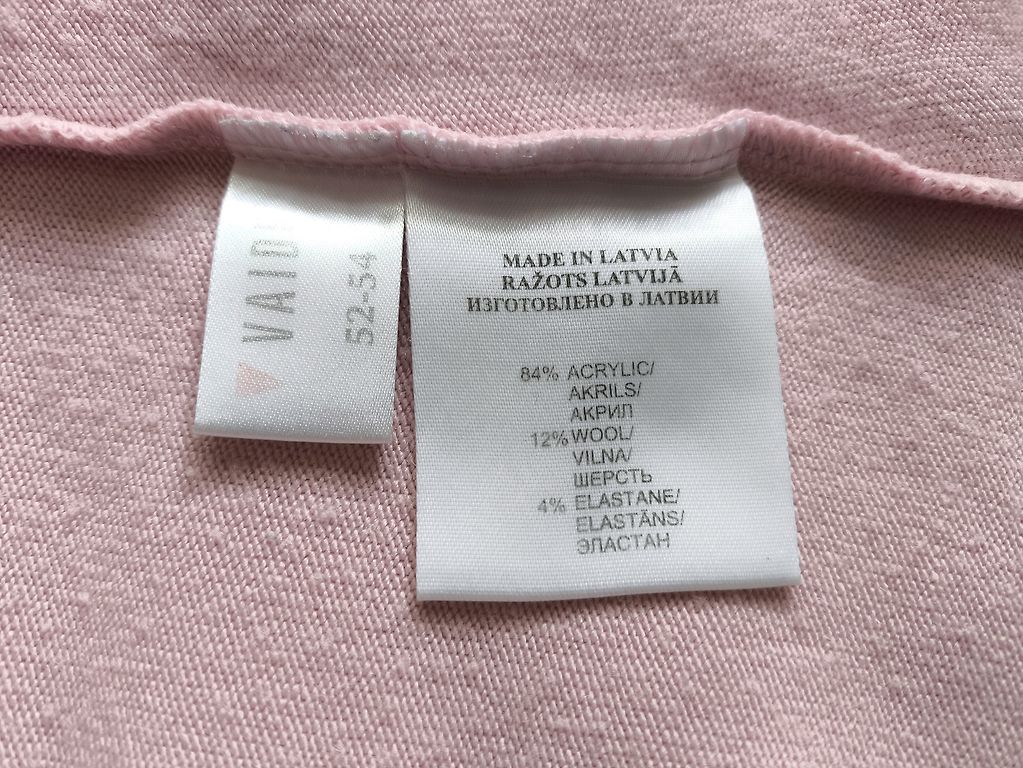 52-54
MADE IN LATVIA
RAŽOTS LATVIJĀ
ИЗГОТОВЛЕНО В ЛАТВИИ
84% ACRYLIC/
AKRILS/
АКРИЛ
12% WOOL/
VILNA/
ШЕРСТЬ
4% ELASTANE/
ELASTĀNS/
ЭЛАСТАН